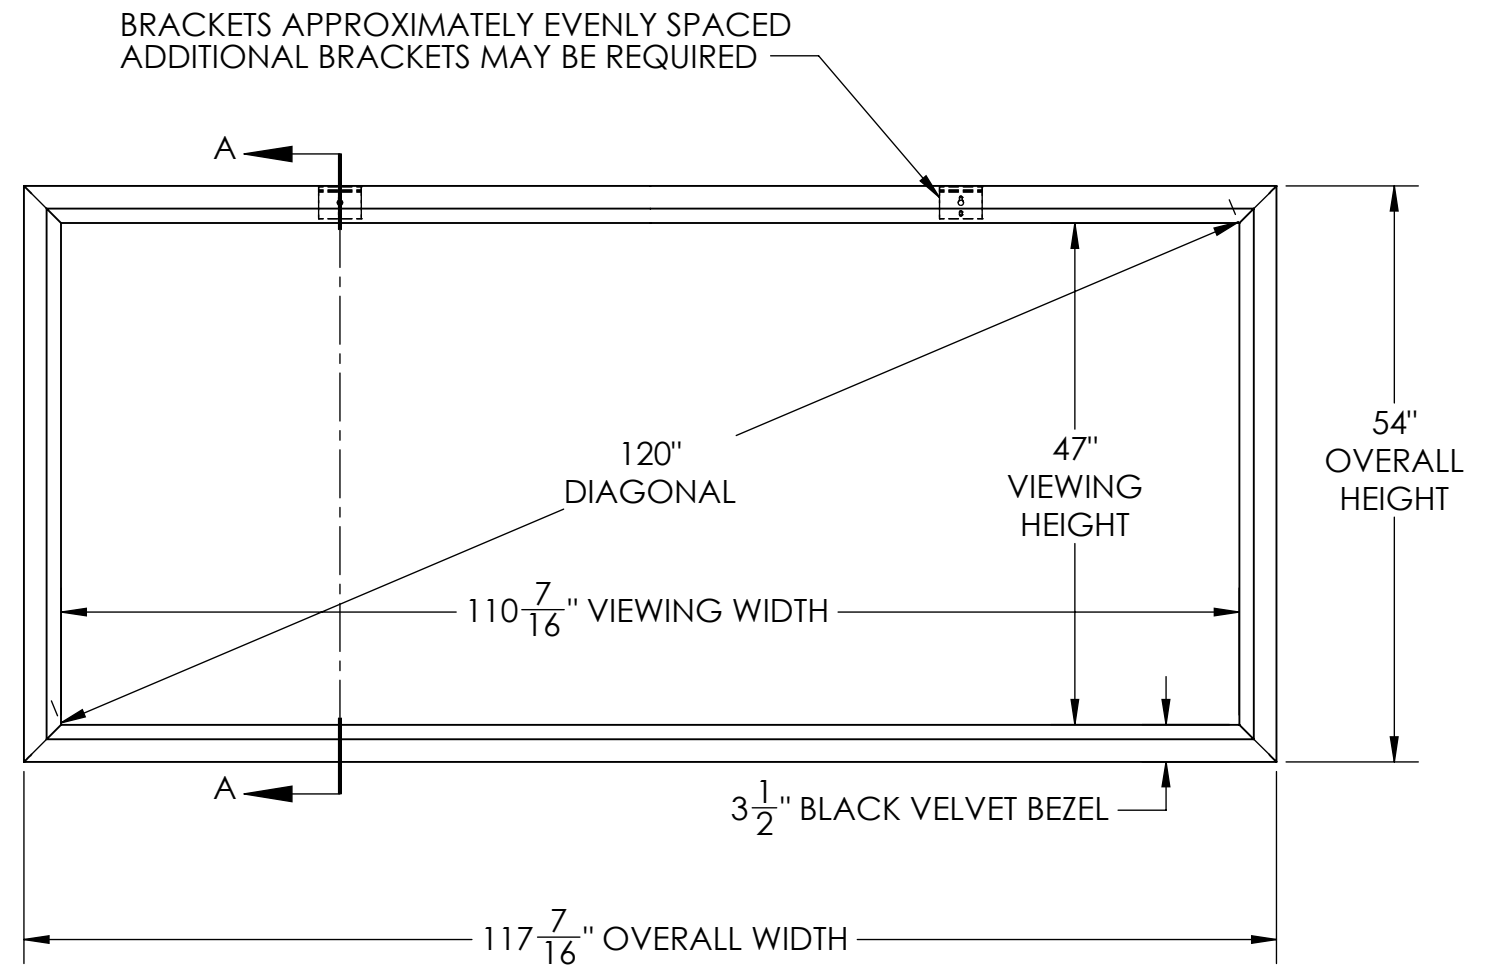 BRACKETS APPROXIMATELY EVENLY SPACED
ADDITIONAL BRACKETS MAY BE REQUIRED
A
120"
DIAGONAL
47"
VIEWING
HEIGHT
54"
OVERALL
HEIGHT
110 7/16" VIEWING WIDTH
A
3 1/2" BLACK VELVET BEZEL
117 7/16" OVERALL WIDTH